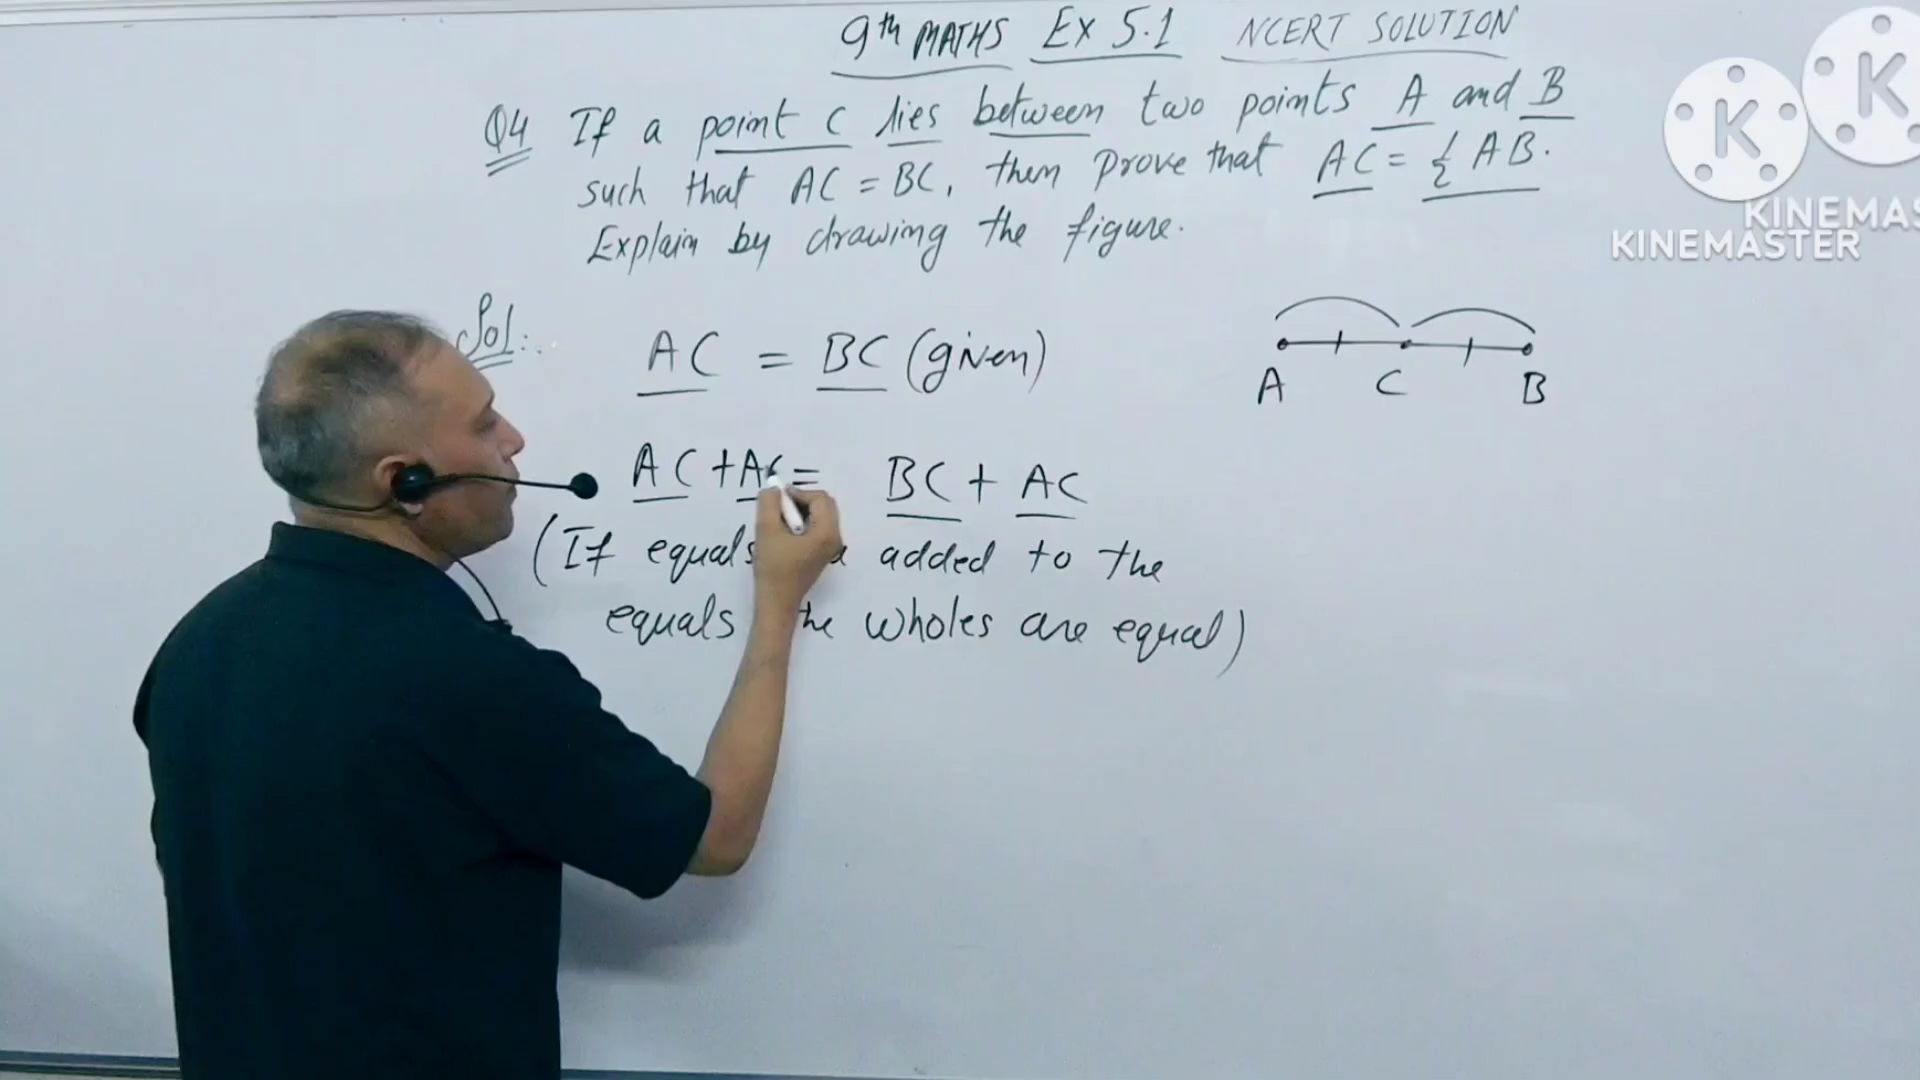 9th MATHS Ex 5.1 NCERT SOLUTION
Q4 If a point C lies between two points A and B
such that AC = BC, then prove that AC = 1/2 AB.
Explain by drawing the figure.
Sol:
AC = BC (given)
A C B
AC + AC = BC + AC
(If equals added to the
equals the wholes are equal)
K
K
KINEMASTER
KINEMAS